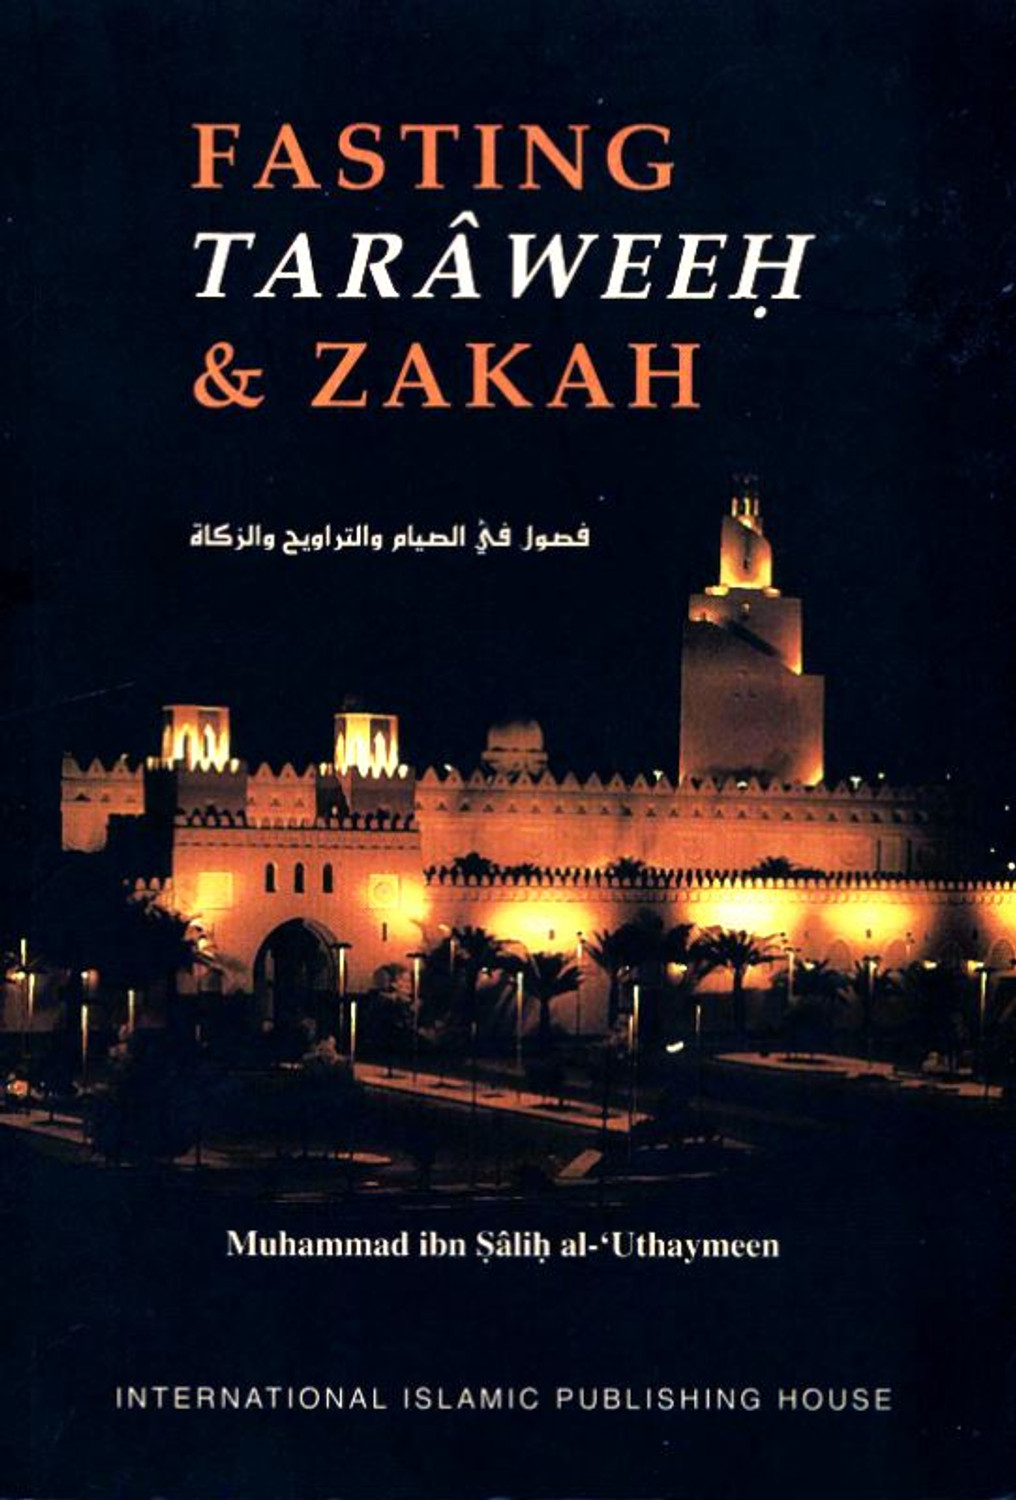 FASTING
TARÂWEEḤ
& ZAKAH
فصول في الصيام والتراويح والزكاة
Muhammad ibn Ṣâliḥ al-‘Uthaymeen
INTERNATIONAL ISLAMIC PUBLISHING HOUSE